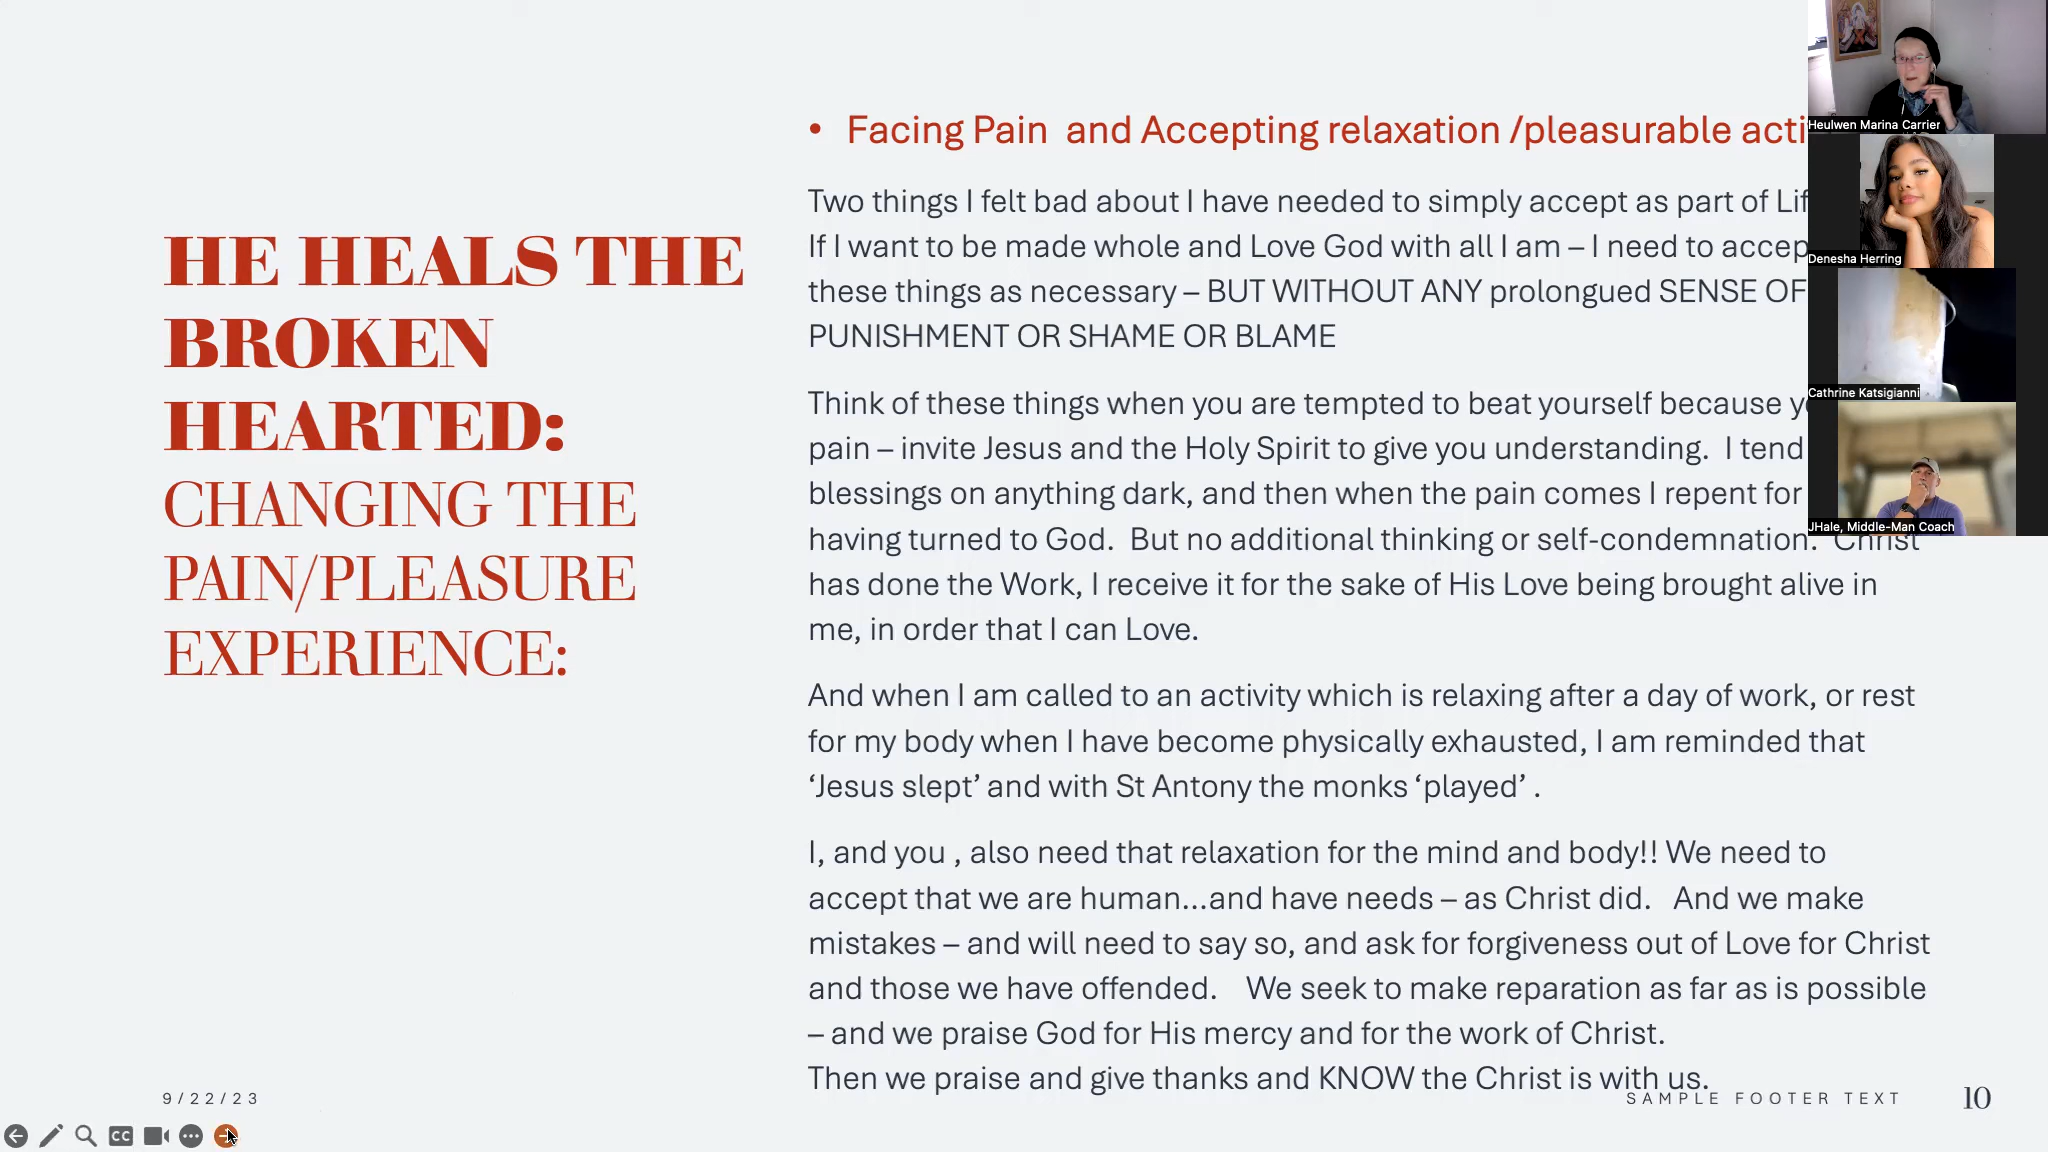 HE HEALS THE
BROKEN
HEARTED:
CHANGING THE
PAIN/PLEASURE
EXPERIENCE:
• Facing Pain  and Accepting relaxation /pleasurable acti
Two things I felt bad about I have needed to simply accept as part of Lif
If I want to be made whole and Love God with all I am – I need to accep
these things as necessary – BUT WITHOUT ANY prolongued SENSE OF
PUNISHMENT OR SHAME OR BLAME
Think of these things when you are tempted to beat yourself because y
pain – invite Jesus and the Holy Spirit to give you understanding.  I tend
blessings on anything dark, and then when the pain comes I repent for
having turned to God.  But no additional thinking or self-condemnation.  Christ
has done the Work, I receive it for the sake of His Love being brought alive in
me, in order that I can Love.
And when I am called to an activity which is relaxing after a day of work, or rest
for my body when I have become physically exhausted, I am reminded that
‘Jesus slept’ and with St Antony the monks ‘played’ .
I, and you , also need that relaxation for the mind and body!! We need to
accept that we are human...and have needs – as Christ did.   And we make
mistakes – and will need to say so, and ask for forgiveness out of Love for Christ
and those we have offended.    We seek to make reparation as far as is possible
– and we praise God for His mercy and for the work of Christ.
Then we praise and give thanks and KNOW the Christ is with us.
9/22/23
SAMPLE FOOTER TEXT
10
CC
Heulwen Marina Carrier
Denesha Herring
Cathrine Katsigianni
JHale, Middle-Man Coach